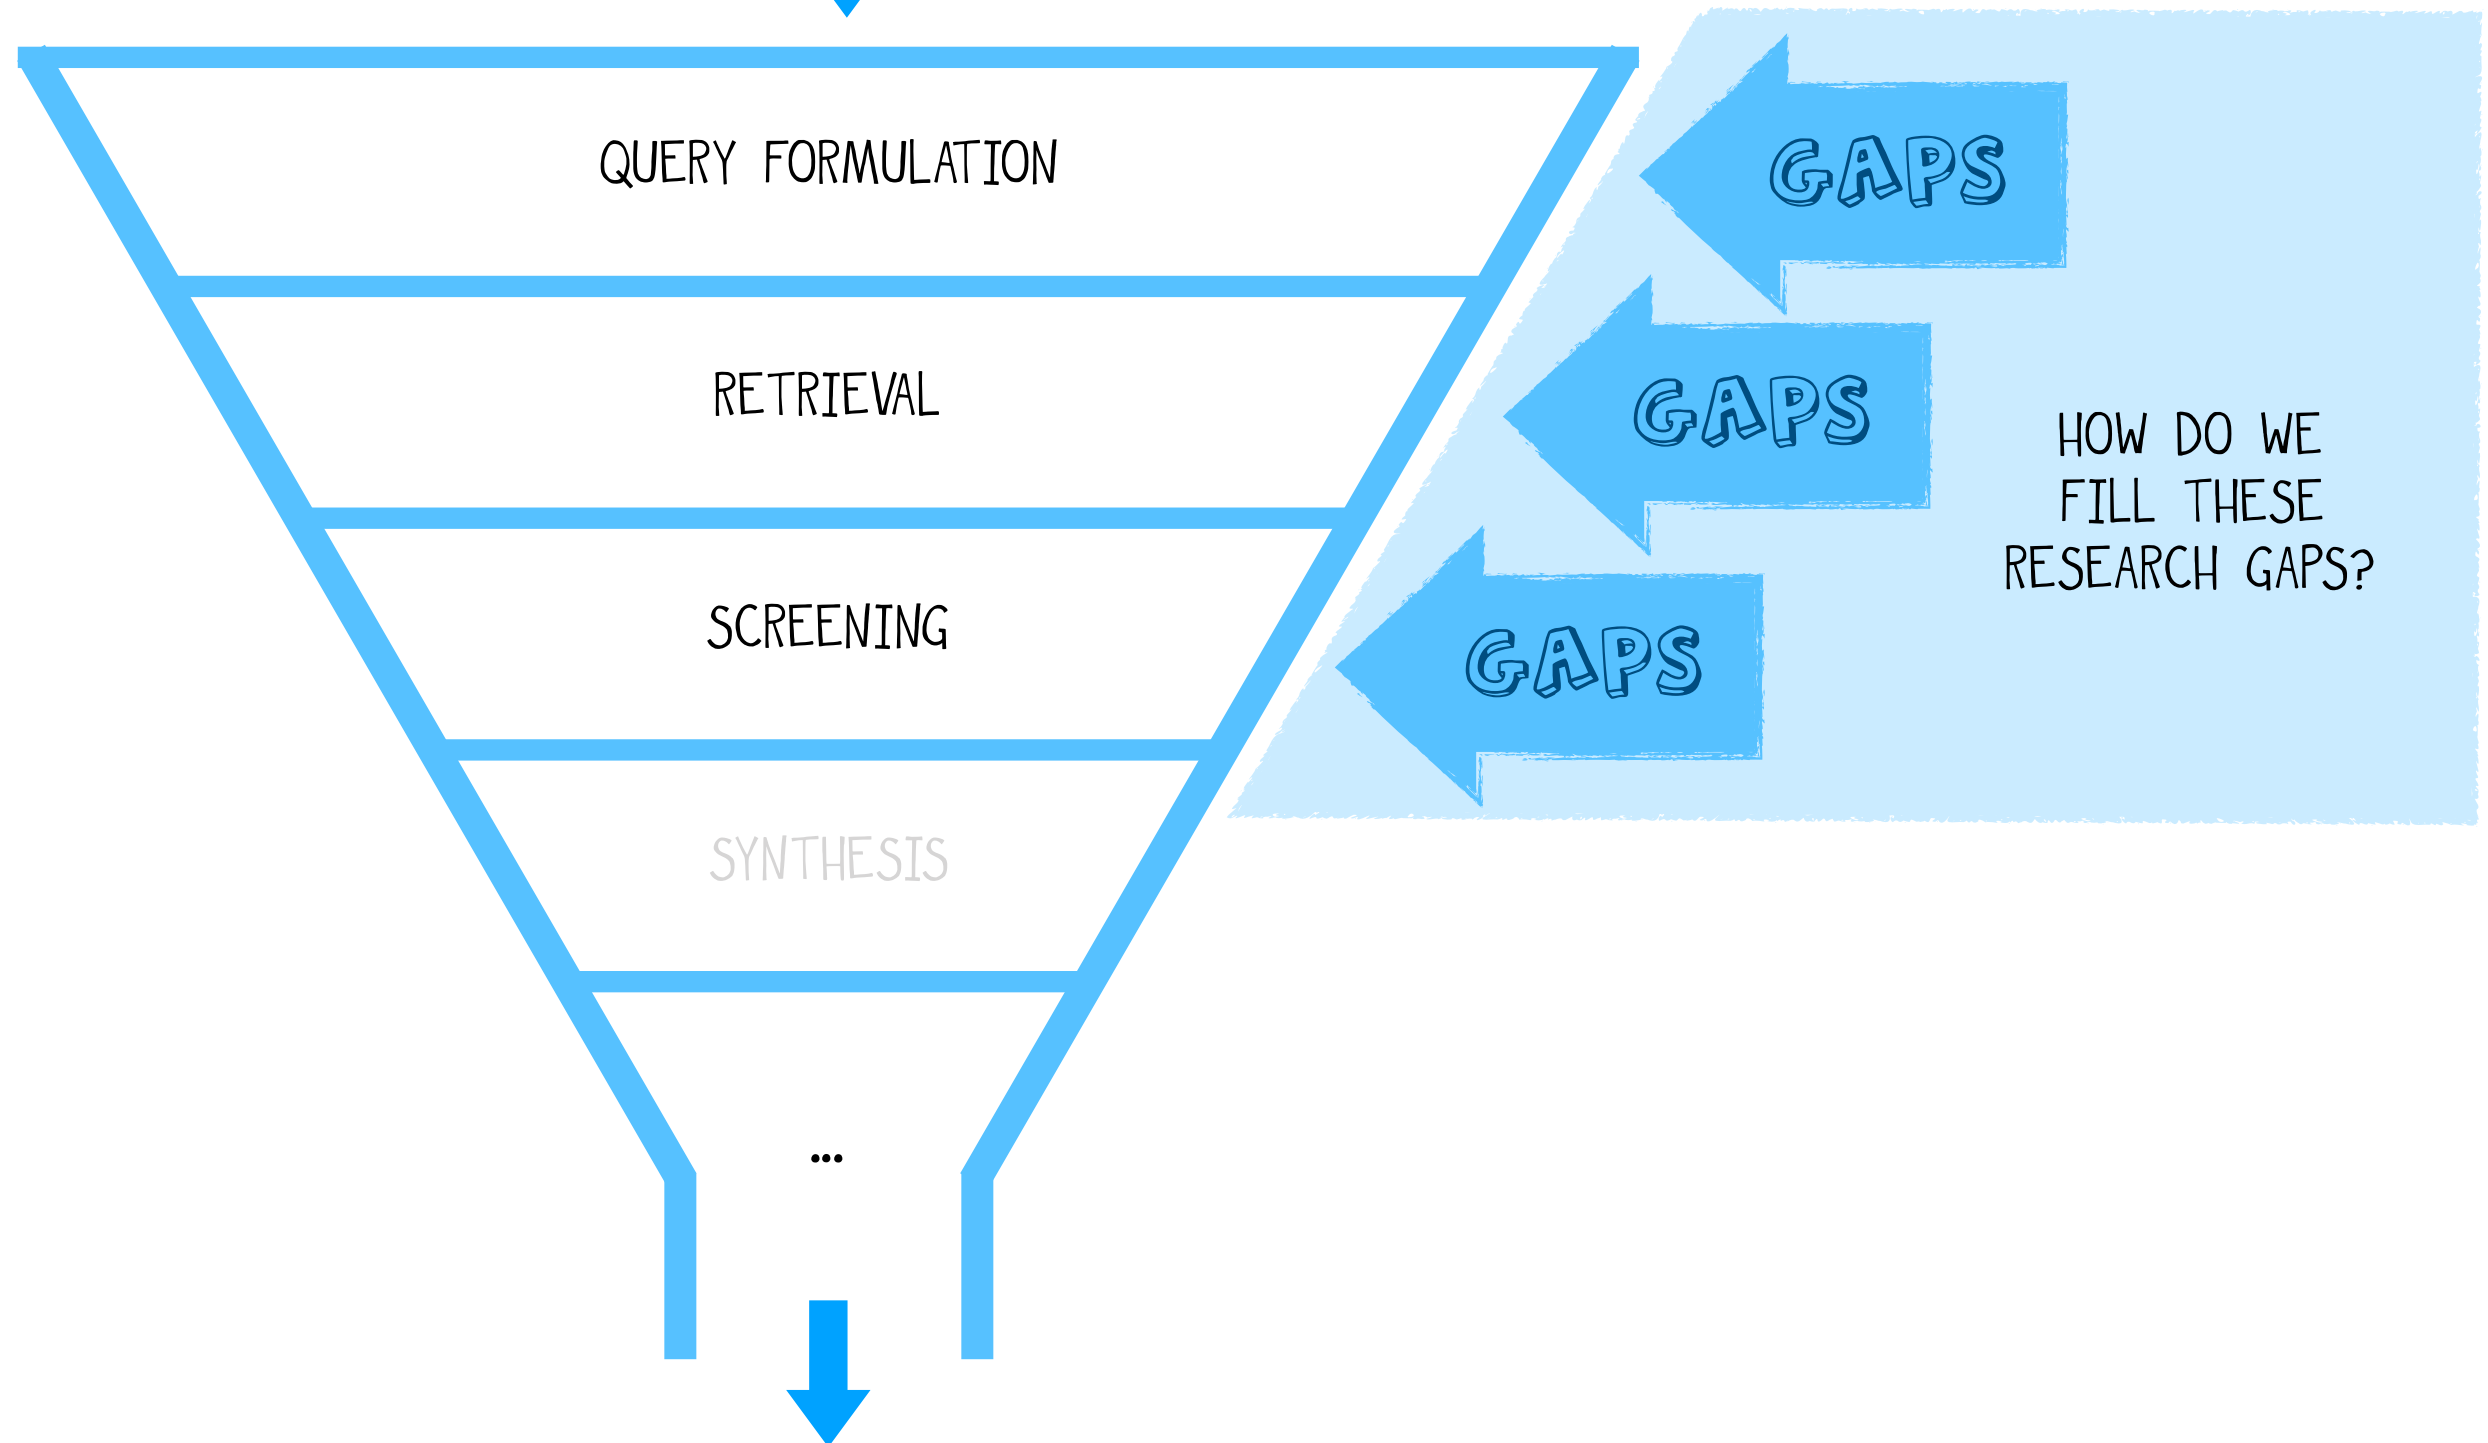 QUERY FORMULATION
GAPS
RETRIEVAL
GAPS
HOW DO WE
FILL THESE
RESEARCH GAPS?
SCREENING
GAPS
SYNTHESIS
...